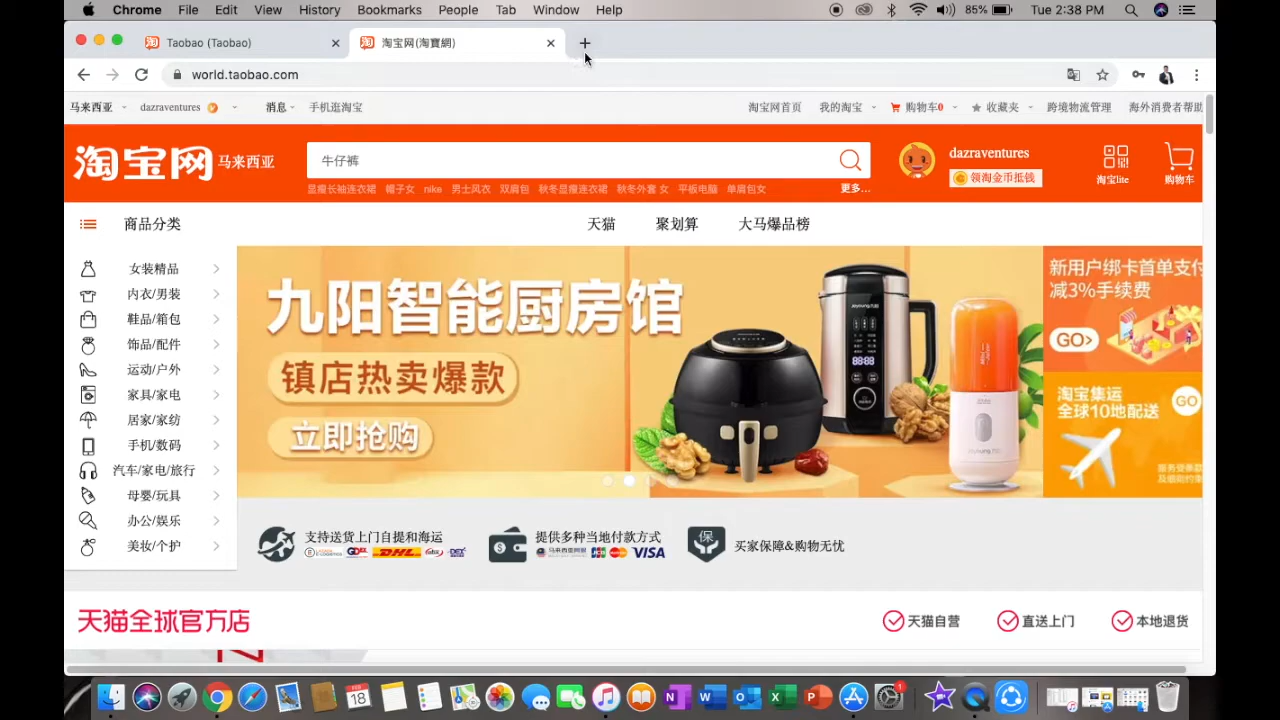 Chrome File Edit View History Bookmarks People Tab Window Help 85% Tue 2:38 PM
Taobao (Taobao) 淘宝网(淘寶網)
world.taobao.com
马来西亚 dazraventures 消息 手机逛淘宝 淘宝网首页 我的淘宝 购物车0 收藏夹 跨境物流管理 海外消费者帮助
淘宝网 马来西亚 牛仔裤 dazraventures
领淘金币抵钱 淘宝lite 购物车
显瘦长袖连衣裙 帽子女 nike 男士风衣 双肩包 秋冬显瘦连衣裙 秋冬外套 女 平板电脑 单肩包女 更多...
商品分类 天猫 聚划算 大马爆品榜
女装精品
内衣/男装
鞋品/箱包
饰品/配件
运动/户外
家具/家电
居家/家纺
手机/数码
汽车/家电/旅行
母婴/玩具
办公/娱乐
美妆/个护
九阳智能厨房馆
镇店热卖爆款
立即抢购
Joyoung
新用户绑卡首单支付
减3%手续费
GO>
淘宝集运
全球10地配送
GO
支持送货上门自提和海运
GDEX DHL
提供多种当地付款方式
JCB VISA
保
买家保障&购物无忧
天猫全球官方店 天猫自营 直送上门 本地退货
FEB
18
N W O X P 1